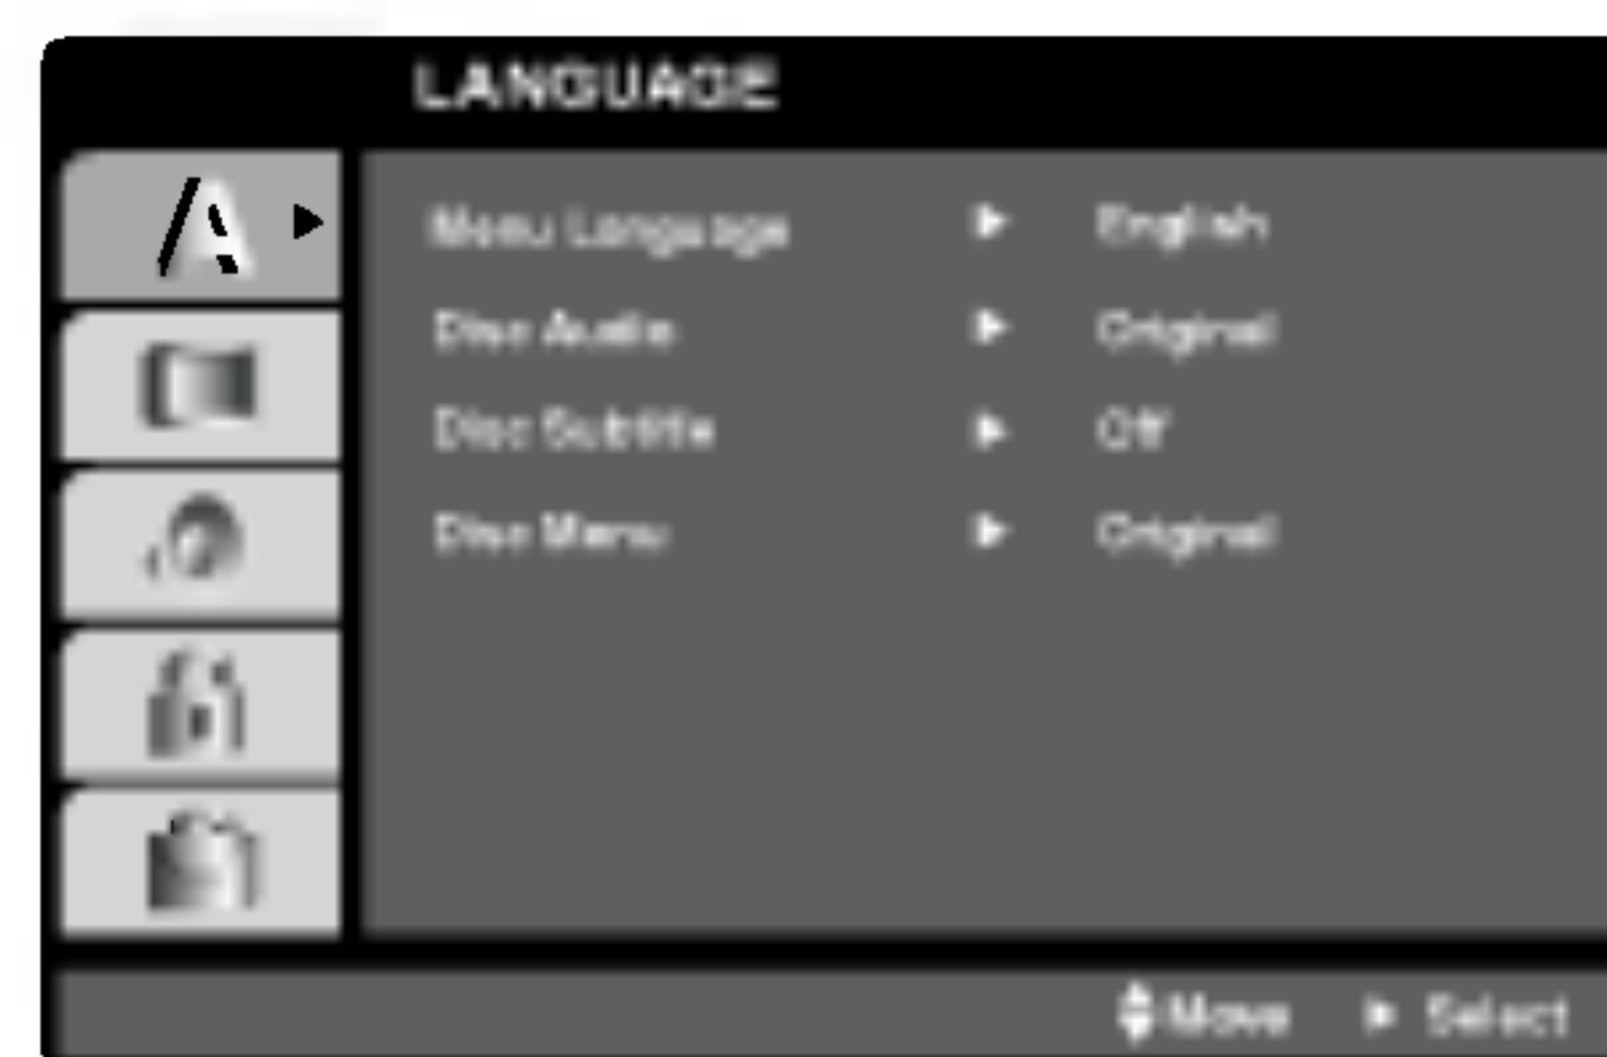 LANGUAGE
Menu Language ► English
Disc Audio ► Original
Disc Subtitle ► Off
Disc Menu ► Original
Move ► Select